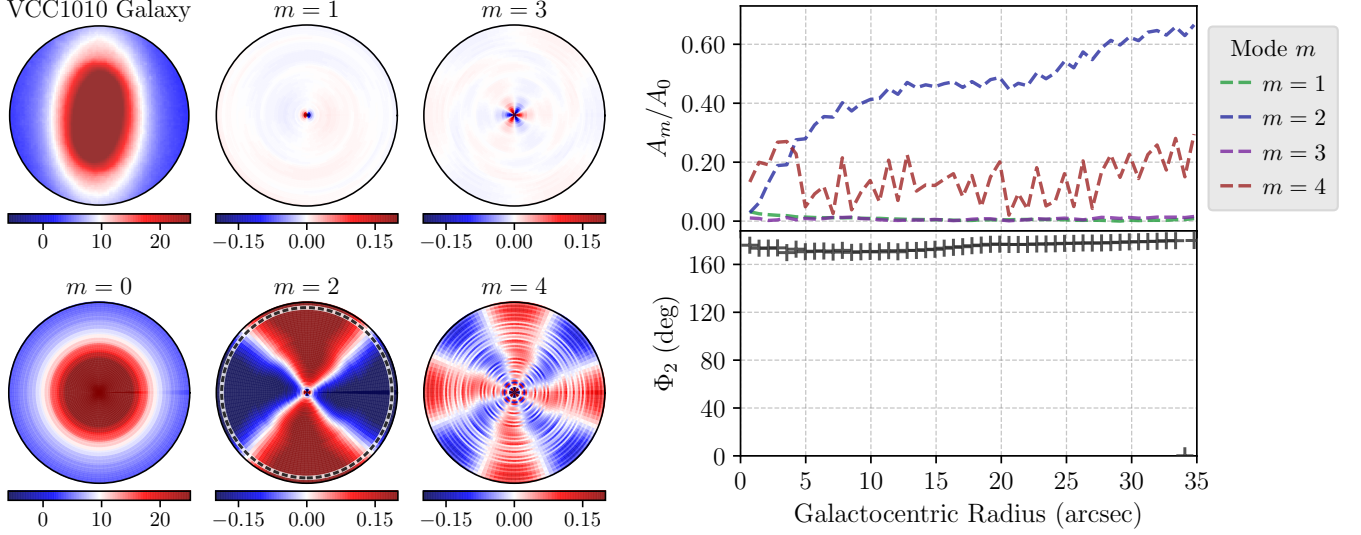 VCC1010 Galaxy
m = 1
m = 3
0 10 20
−0.15 0.00 0.15
−0.15 0.00 0.15
m = 0
m = 2
m = 4
0 10 20
−0.15 0.00 0.15
−0.15 0.00 0.15
A_m/A_0
0.60
0.40
0.20
0.00
Φ_2 (deg)
160
120
80
40
0
0 5 10 15 20 25 30 35
Galactocentric Radius (arcsec)
Mode m
m = 1
m = 2
m = 3
m = 4